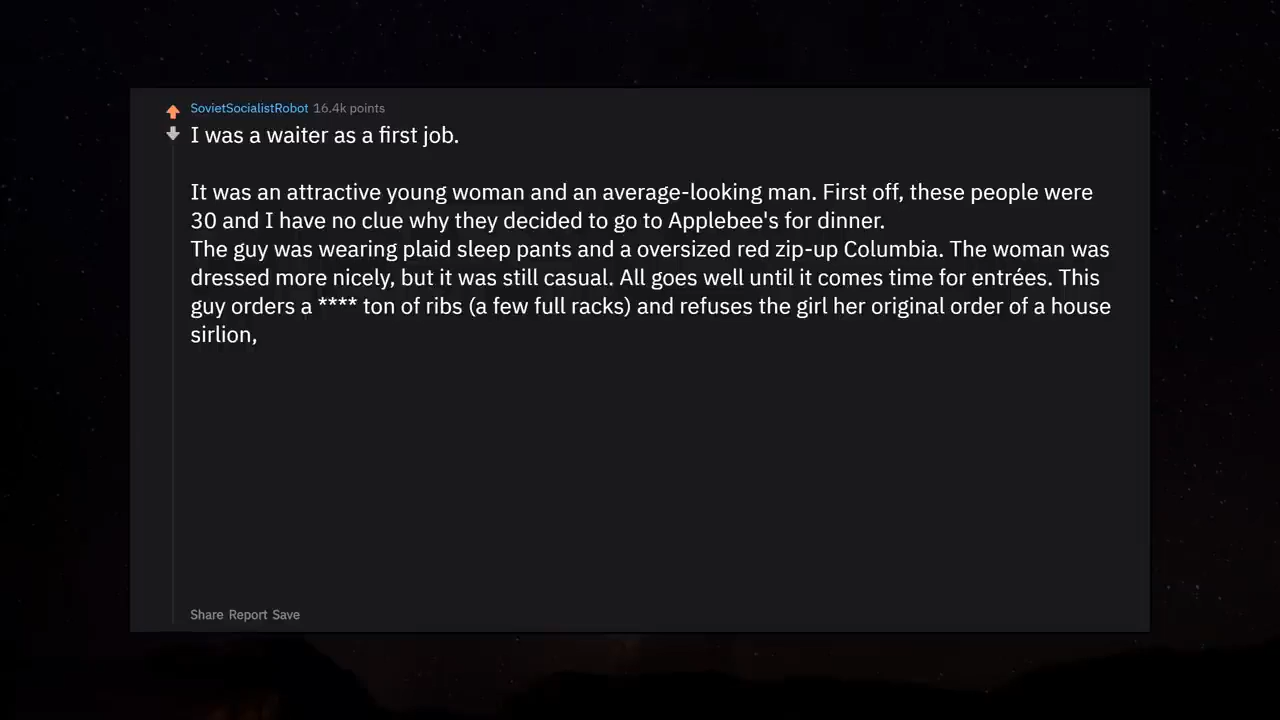 SovietSocialistRobot 16.4k points
I was a waiter as a first job.
It was an attractive young woman and an average-looking man. First off, these people were
30 and I have no clue why they decided to go to Applebee's for dinner.
The guy was wearing plaid sleep pants and a oversized red zip-up Columbia. The woman was
dressed more nicely, but it was still casual. All goes well until it comes time for entrées. This
guy orders a **** ton of ribs (a few full racks) and refuses the girl her original order of a house
sirlion,
Share Report Save